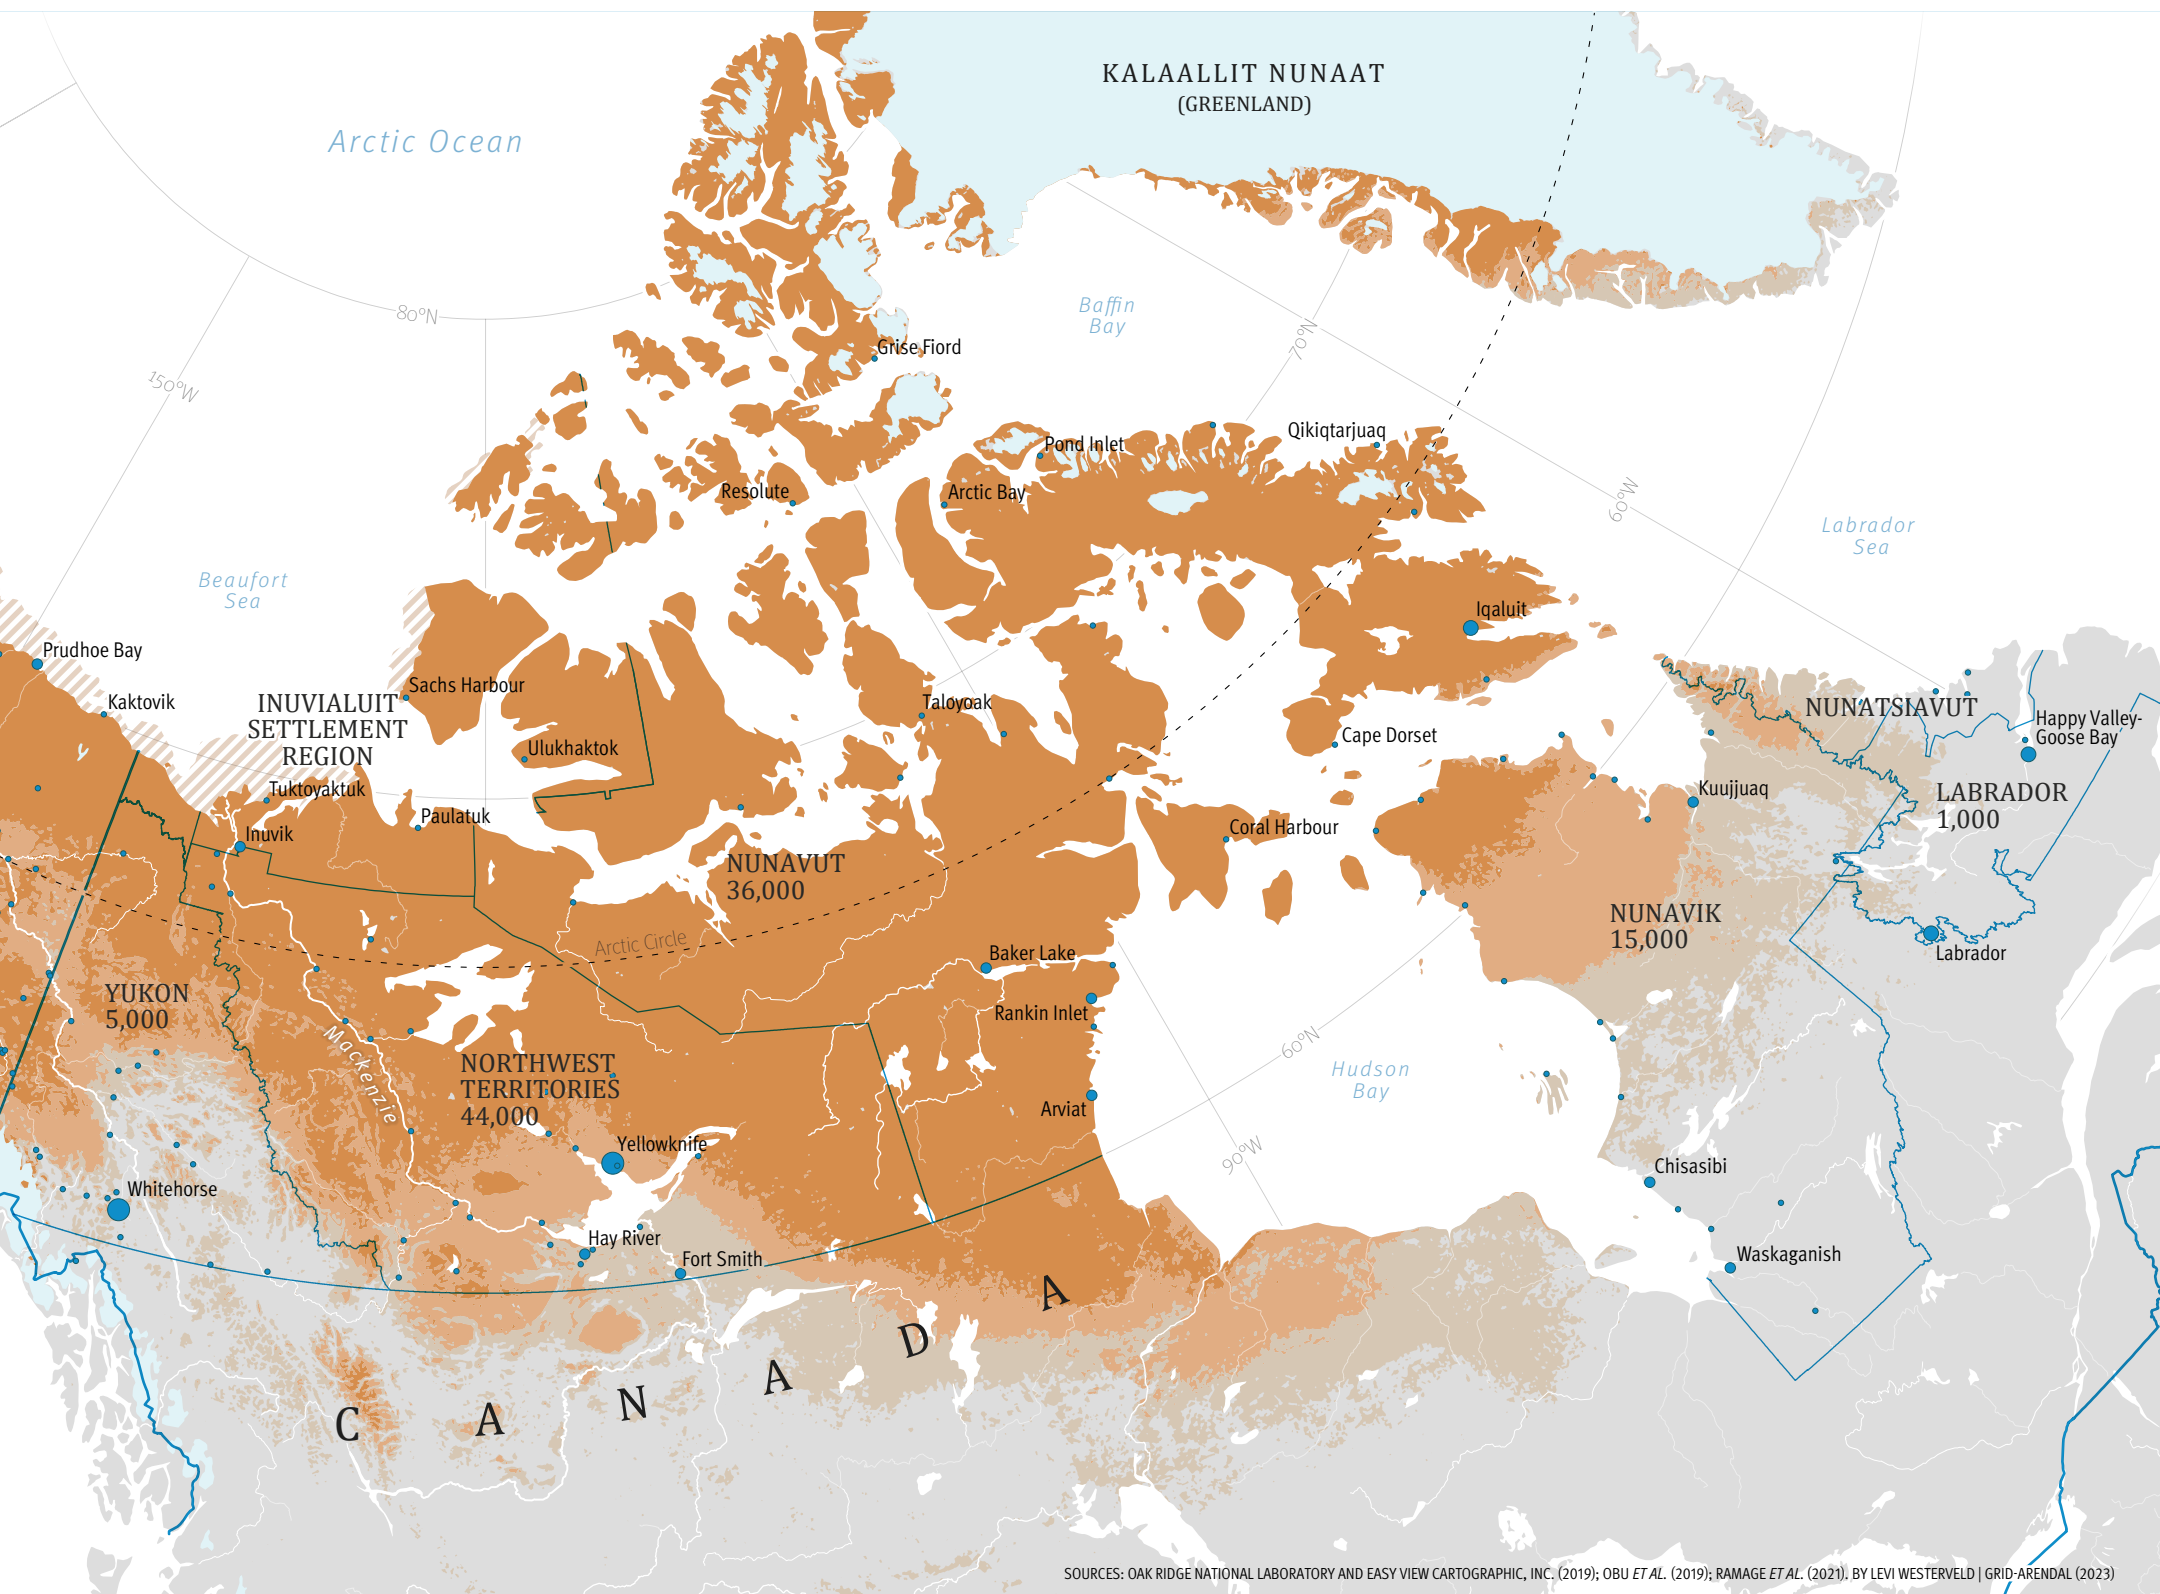 KALAALLIT NUNAAT
(GREENLAND)
Arctic Ocean
80°N
150°W
Baffin
Bay
70°N
Grise Fiord
Qikiqtarjuaq
Pond Inlet
Resolute
Arctic Bay
60°W
Labrador
Sea
Beaufort
Sea
Iqaluit
Prudhoe Bay
Kaktovik
INUVIALUIT
SETTLEMENT
REGION
Sachs Harbour
Taloyoak
NUNATSIAVUT
Happy Valley-
Goose Bay
Cape Dorset
Ulukhaktok
Tuktoyaktuk
Paulatuk
Inuvik
Kuujjuaq
LABRADOR
1,000
Coral Harbour
NUNAVUT
36,000
NUNAVIK
15,000
Arctic Circle
Baker Lake
Labrador
YUKON
5,000
Rankin Inlet
Mackenzie
NORTHWEST
TERRITORIES
44,000
60°N
Hudson
Bay
Arviat
Yellowknife
90°W
Chisasibi
Whitehorse
Hay River
Fort Smith
Waskaganish
CANADA
SOURCES: OAK RIDGE NATIONAL LABORATORY AND EASY VIEW CARTOGRAPHIC, INC. (2019); OBU ET AL. (2019); RAMAGE ET AL. (2021). BY LEVI WESTERVELD | GRID-ARENDAL (2023)